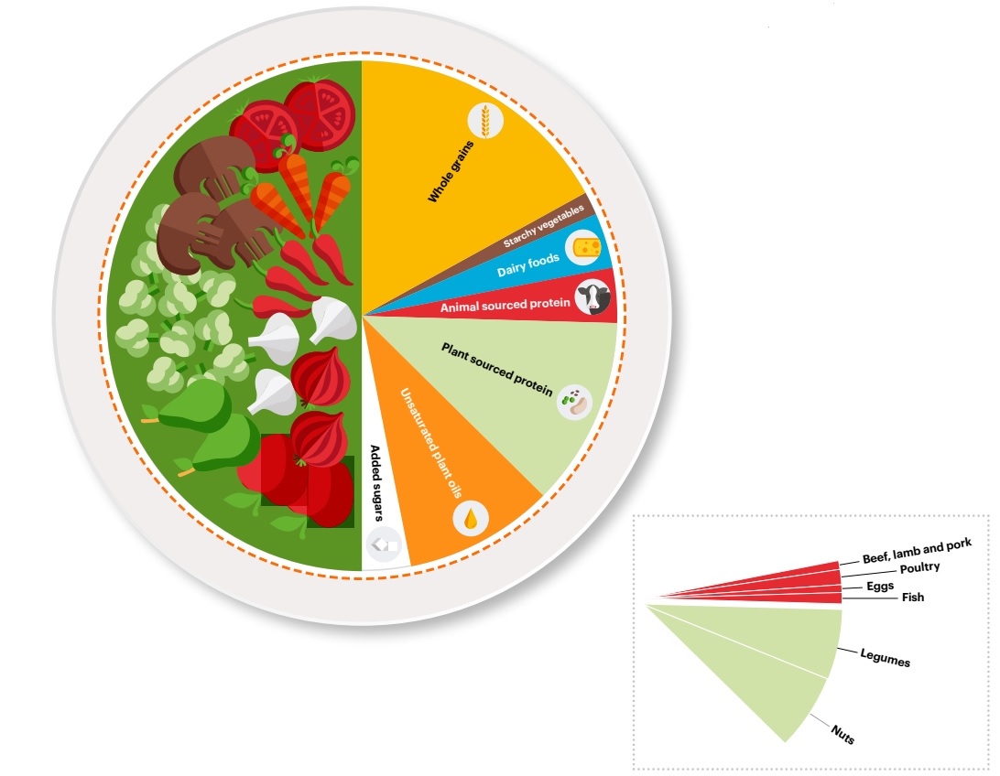 Whole grains
Starchy vegetables
Dairy foods
Animal sourced protein
Plant sourced protein
Unsaturated plant oils
Added sugars
Beef, lamb and pork
Poultry
Eggs
Fish
Legumes
Nuts